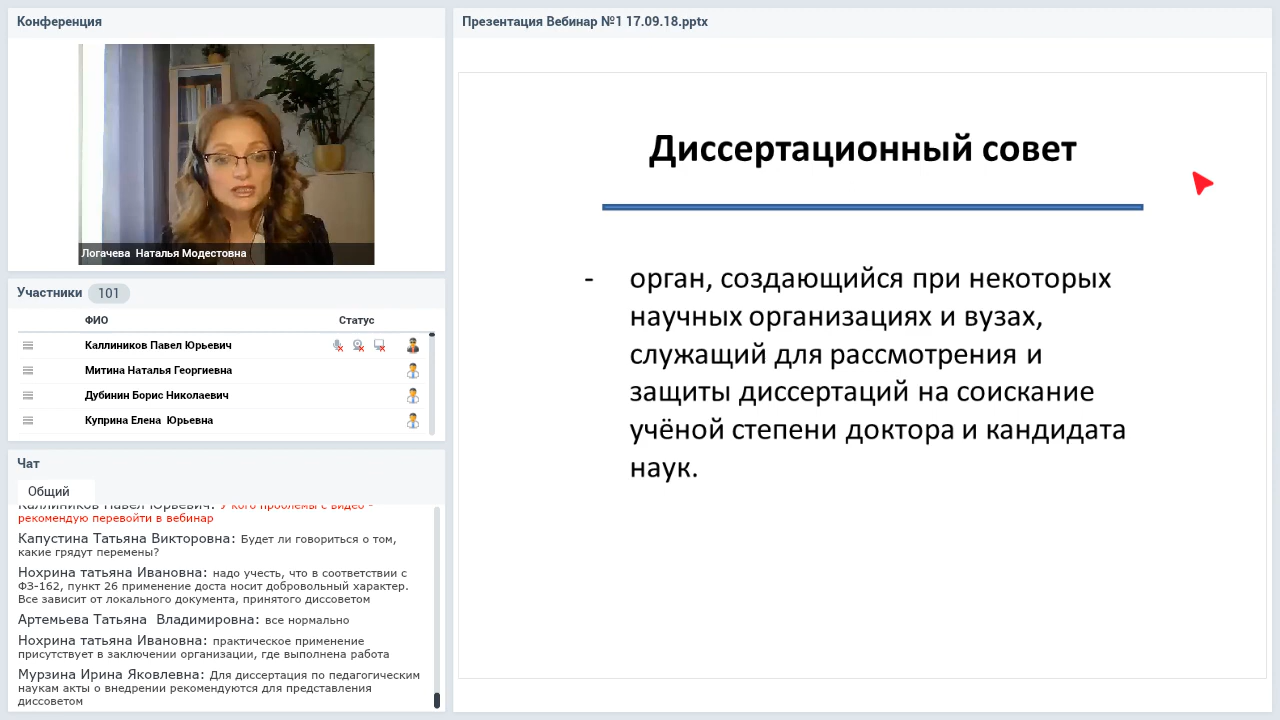 Конференция
Логачева  Наталья Модестовна
Участники 101
ФИО Статус
Каллиников Павел Юрьевич
Митина Наталья Георгиевна
Дубинин Борис Николаевич
Куприна Елена  Юрьевна
Чат
Общий
Каллиников Павел Юрьевич: У кого проблемы с видео -
рекомендую перевойти в вебинар
Капустина Татьяна Викторовна: Будет ли говориться о том,
какие грядут перемены?
Нохрина татьяна Ивановна: надо учесть, что в соответствии с
ФЗ-162, пункт 26 применение доста носит добровольный характер.
Все зависит от локального документа, принятого диссоветом
Артемьева Татьяна  Владимировна: все нормально
Нохрина татьяна Ивановна: практическое применение
присутствует в заключении организации, где выполнена работа
Мурзина Ирина Яковлевна: Для диссертация по педагогическим
наукам акты о внедрении рекомендуются для представления
диссоветом
Презентация Вебинар №1 17.09.18.pptx
Диссертационный совет
- орган, создающийся при некоторых
научных организациях и вузах,
служащий для рассмотрения и
защиты диссертаций на соискание
учёной степени доктора и кандидата
наук.